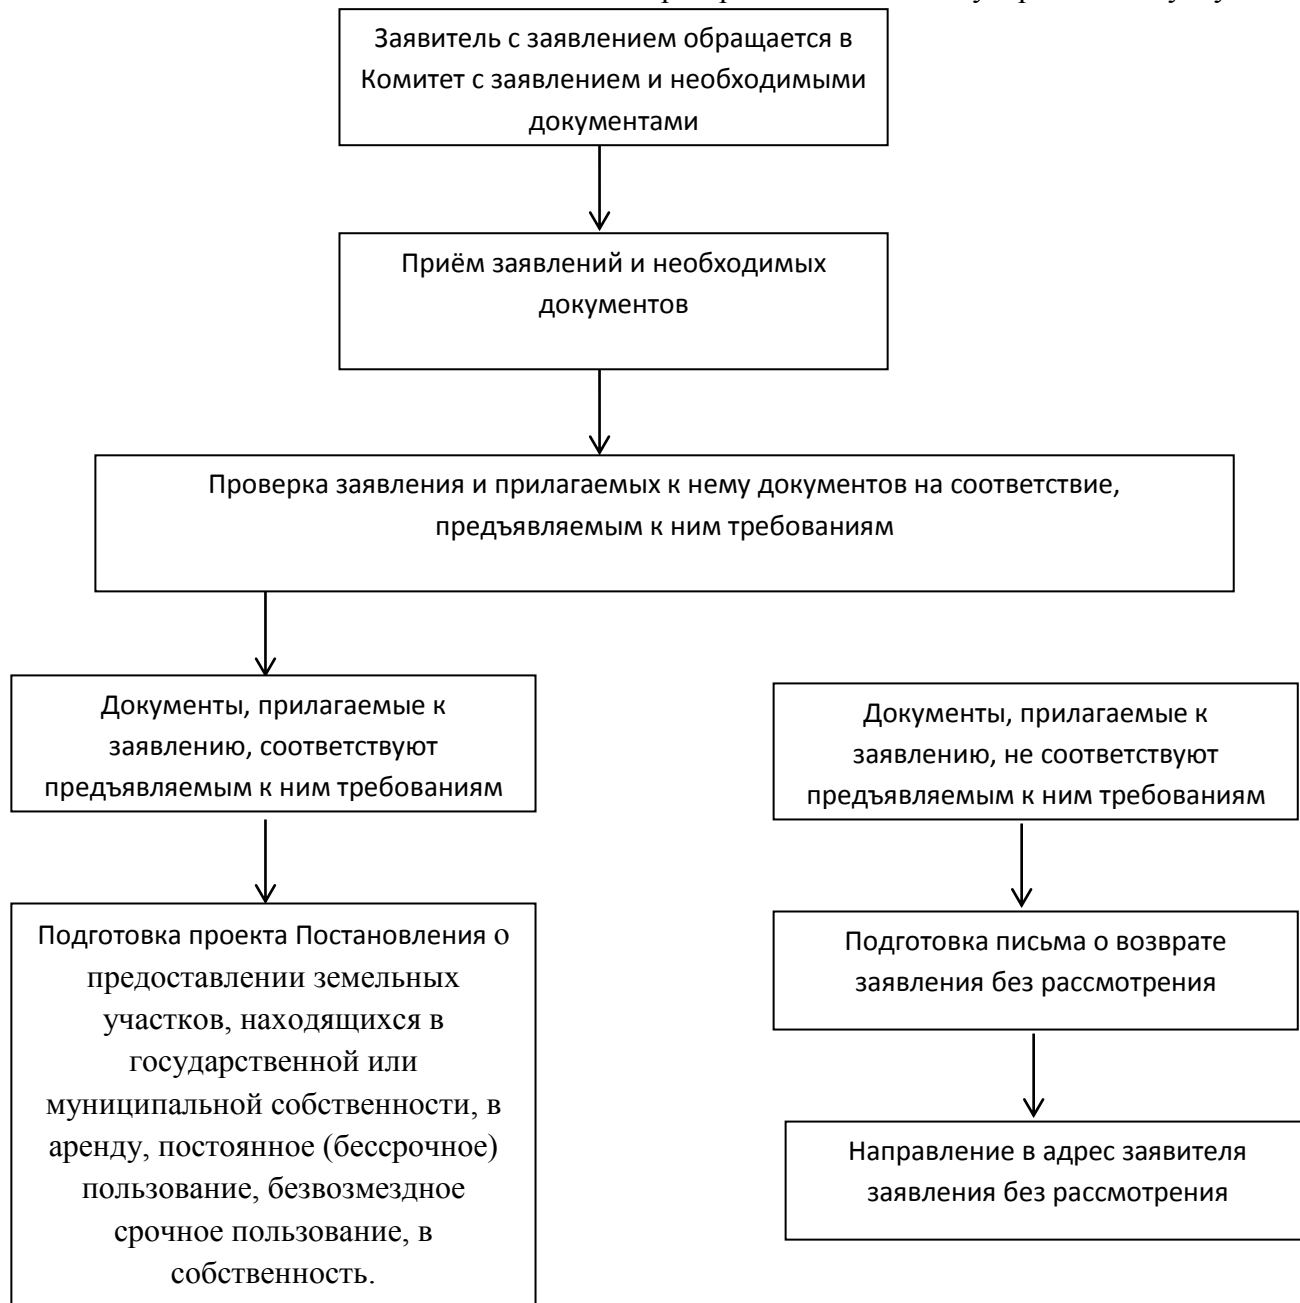 Заявитель с заявлением обращается в
Комитет с заявлением и необходимыми
документами
Приём заявлений и необходимых
документов
Проверка заявления и прилагаемых к нему документов на соответствие,
предъявляемым к ним требованиям
Документы, прилагаемые к
заявлению, соответствуют
предъявляемым к ним требованиям
Документы, прилагаемые к
заявлению, не соответствуют
предъявляемым к ним требованиям
Подготовка проекта Постановления о
предоставлении земельных
участков, находящихся в
государственной или
муниципальной собственности, в
аренду, постоянное (бессрочное)
пользование, безвозмездное
срочное пользование, в
собственность.
Подготовка письма о возврате
заявления без рассмотрения
Направление в адрес заявителя
заявления без рассмотрения